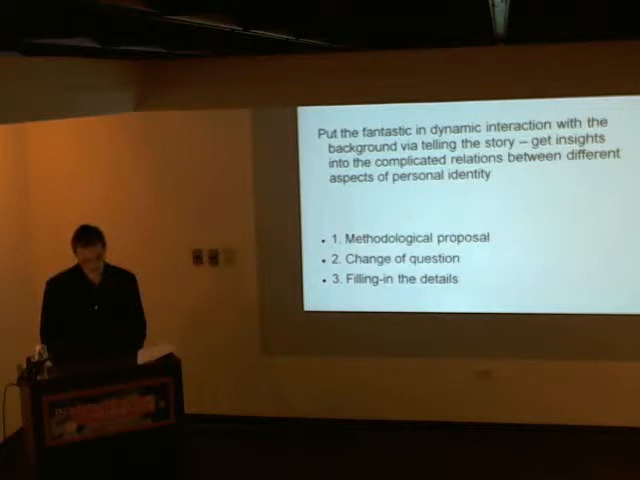 Put the fantastic in dynamic interaction with the
background via telling the story – get insights
into the complicated relations between different
aspects of personal identity
• 1. Methodological proposal
• 2. Change of question
• 3. Filling-in the details